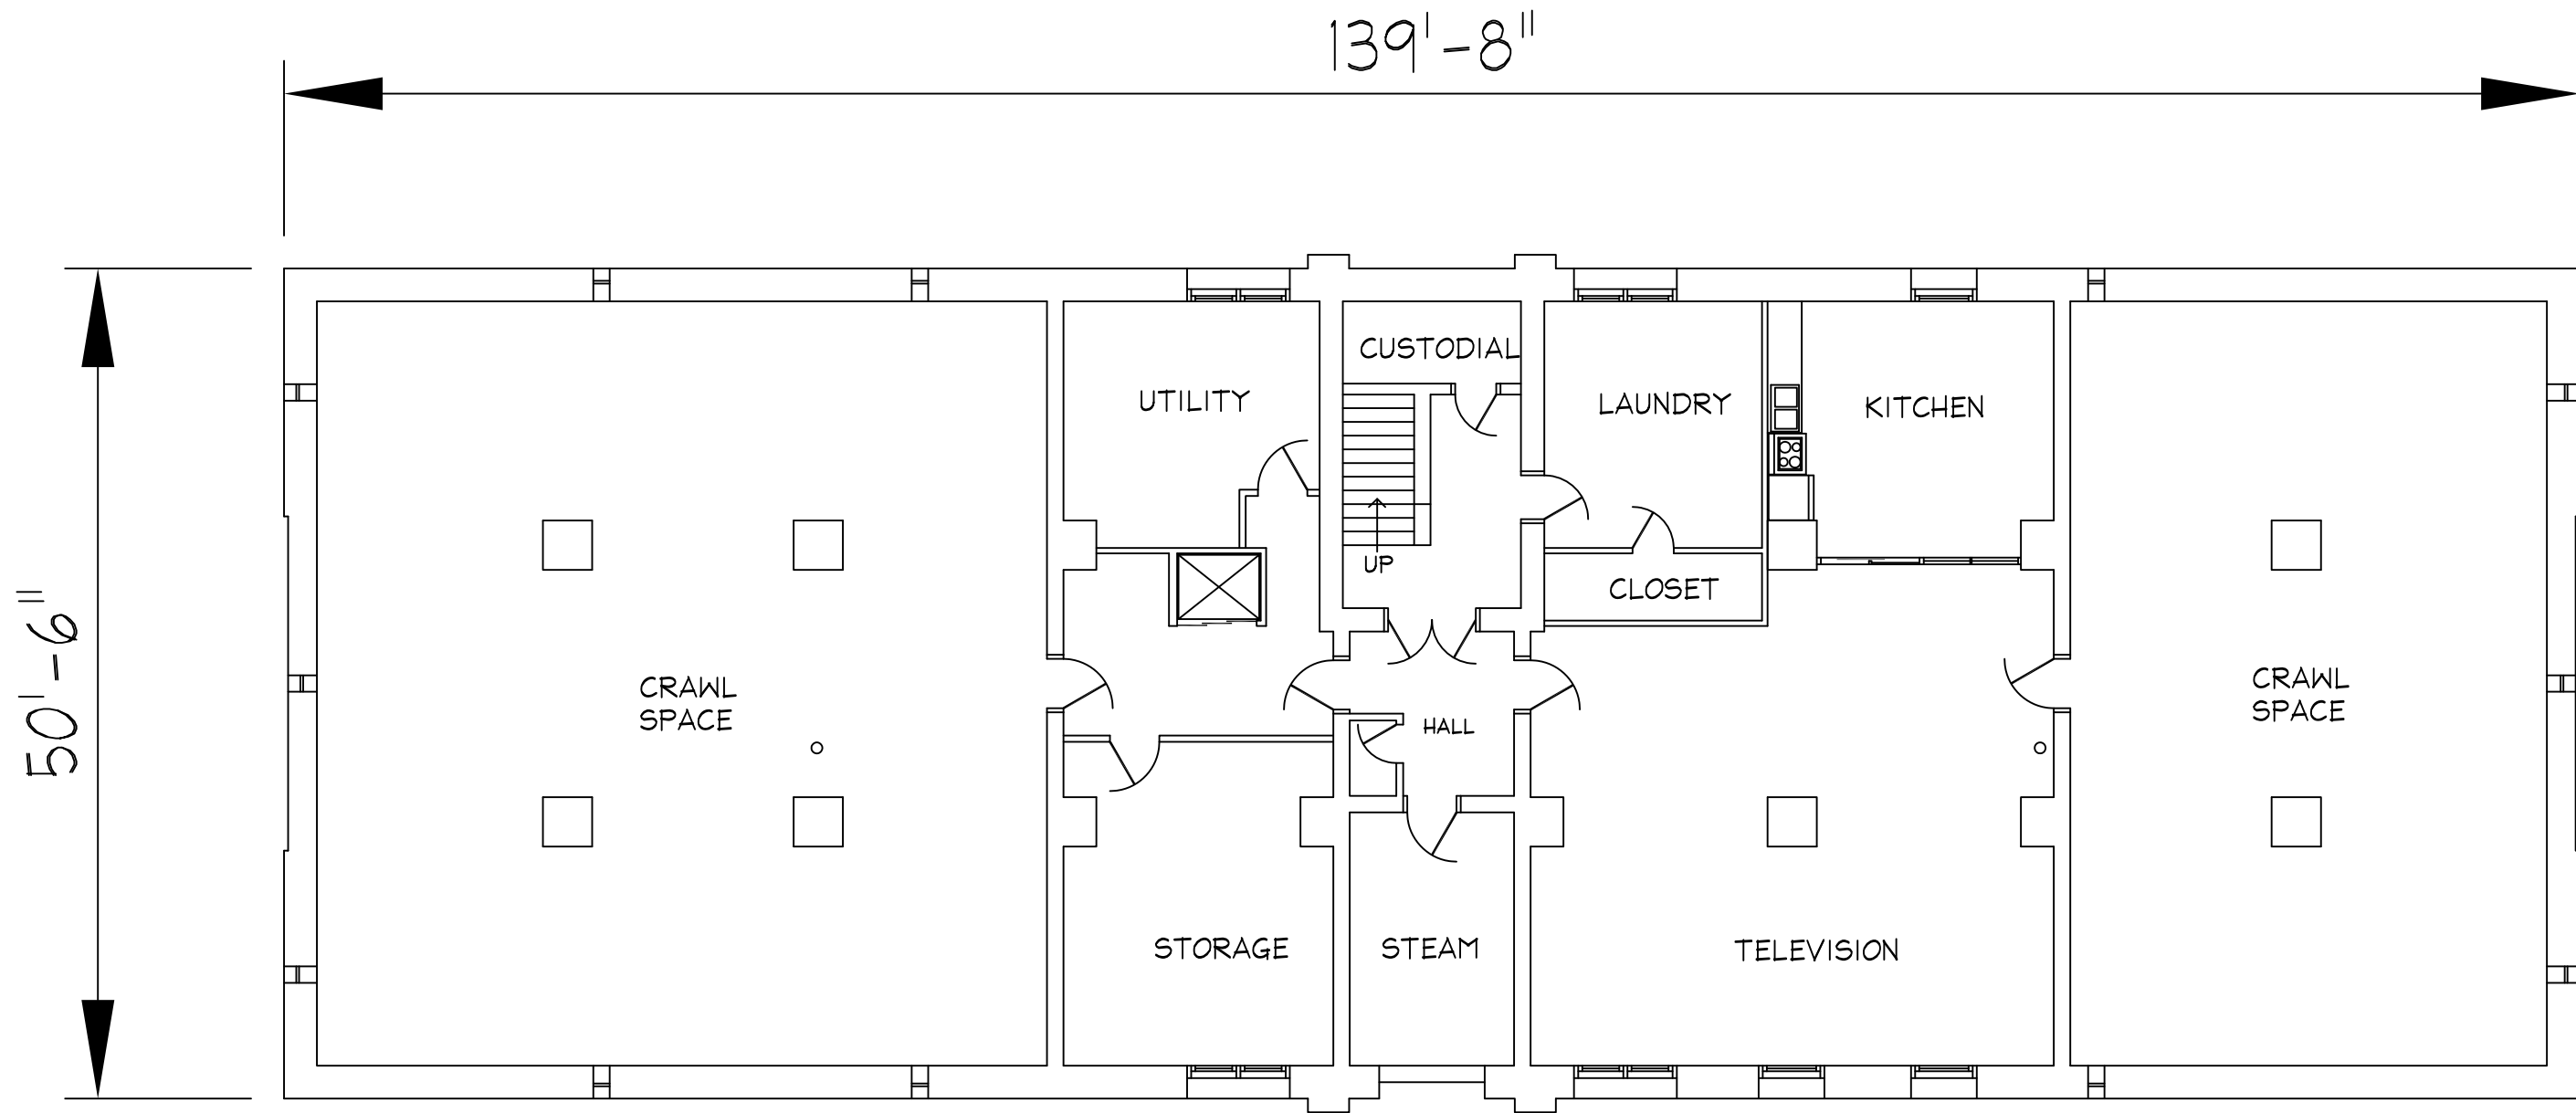 139'-8"
50'-6"
CUSTODIAL
UTILITY
LAUNDRY
KITCHEN
UP
CLOSET
CRAWL
SPACE
HALL
CRAWL
SPACE
STORAGE
STEAM
TELEVISION